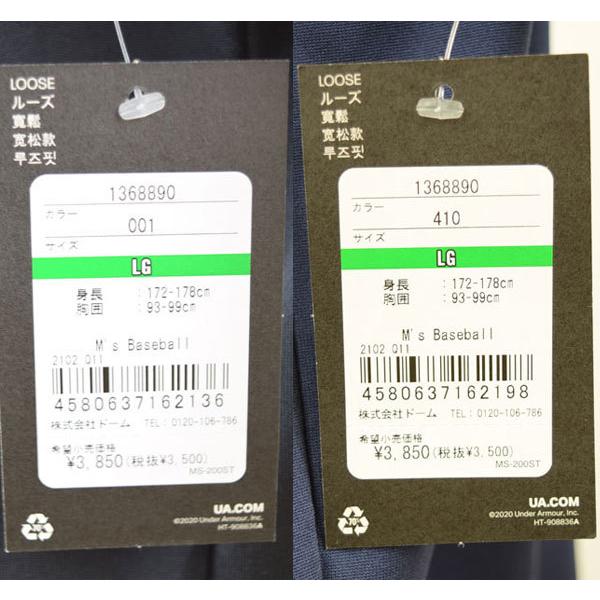 LOOSE
ルーズ
寬鬆
宽松款
루즈핏
1368890
カラー
001
サイズ
LG
身長 :172-178cm
胸囲 :93-99cm
M's Baseball
2102 Q11
4580637162136
株式会社ドーム TEL:0120-106-786
希望小売価格
¥3,850(税抜¥3,500)
MS-200ST
70%
UA.COM
©2020 Under Armour, Inc.
HT-908836A
LOOSE
ルーズ
寬鬆
宽松款
루즈핏
1368890
カラー
410
サイズ
LG
身長 :172-178cm
胸囲 :93-99cm
M's Baseball
2102 Q11
4580637162198
株式会社ドーム TEL:0120-106-786
希望小売価格
¥3,850(税抜¥3,500)
MS-200ST
70%
UA.COM
©2020 Under Armour, Inc.
HT-908836A